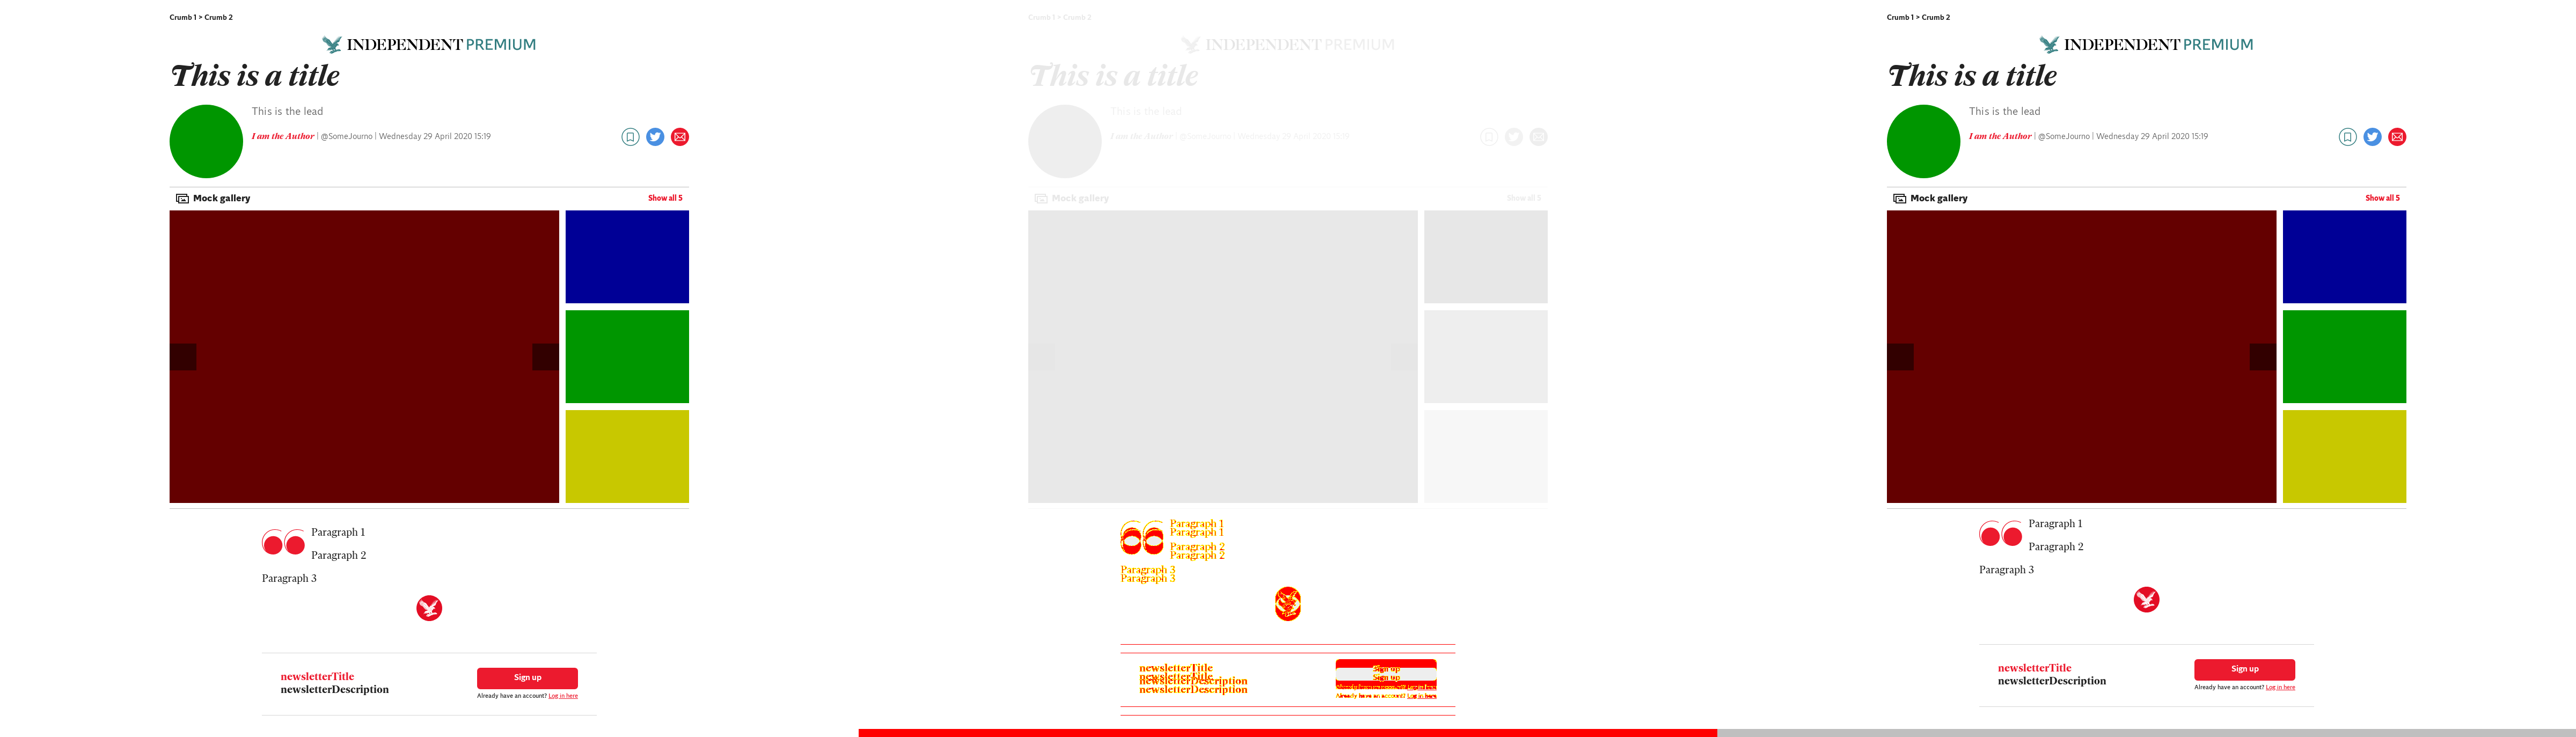 Crumb 1 > Crumb 2
INDEPENDENT PREMIUM
This is a title
This is the lead
I am the Author | @SomeJourno | Wednesday 29 April 2020 15:19
Mock gallery
Show all 5
Paragraph 1
Paragraph 2
Paragraph 3
newsletterTitle
newsletterDescription
Sign up
Already have an account? Log in here
Crumb 1 > Crumb 2
INDEPENDENT PREMIUM
This is a title
This is the lead
I am the Author | @SomeJourno | Wednesday 29 April 2020 15:19
Mock gallery
Show all 5
Paragraph 1
Paragraph 1
Paragraph 2
Paragraph 2
Paragraph 3
Paragraph 3
newsletterTitle
newsletterTitle
newsletterDescription
newsletterDescription
Sign up
Sign up
Already have an account? Log in here
Crumb 1 > Crumb 2
INDEPENDENT PREMIUM
This is a title
This is the lead
I am the Author | @SomeJourno | Wednesday 29 April 2020 15:19
Mock gallery
Show all 5
Paragraph 1
Paragraph 2
Paragraph 3
newsletterTitle
newsletterDescription
Sign up
Already have an account? Log in here